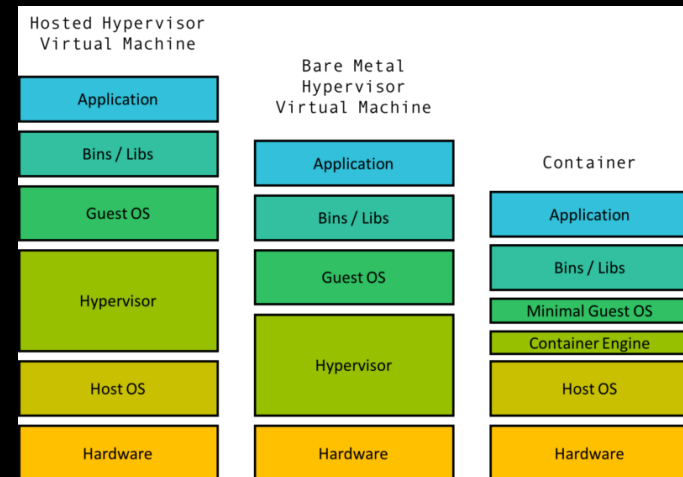 Hosted Hypervisor
Virtual Machine
Application
Bins / Libs
Guest OS
Hypervisor
Host OS
Hardware
Bare Metal
Hypervisor
Virtual Machine
Application
Bins / Libs
Guest OS
Hypervisor
Hardware
Container
Application
Bins / Libs
Minimal Guest OS
Container Engine
Host OS
Hardware